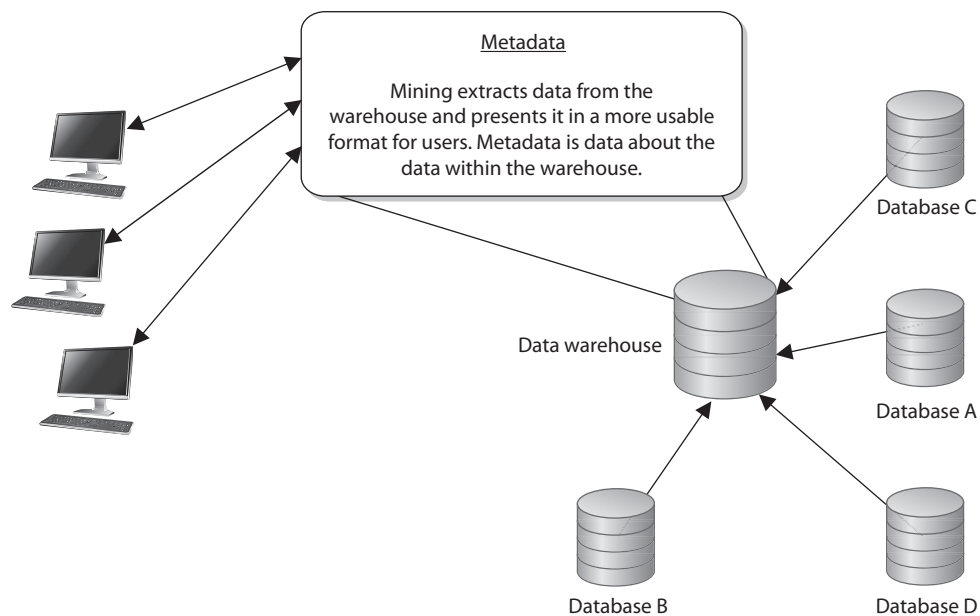 Metadata
Mining extracts data from the
warehouse and presents it in a more usable
format for users. Metadata is data about the
data within the warehouse.
Database C
Data warehouse
Database A
Database B
Database D